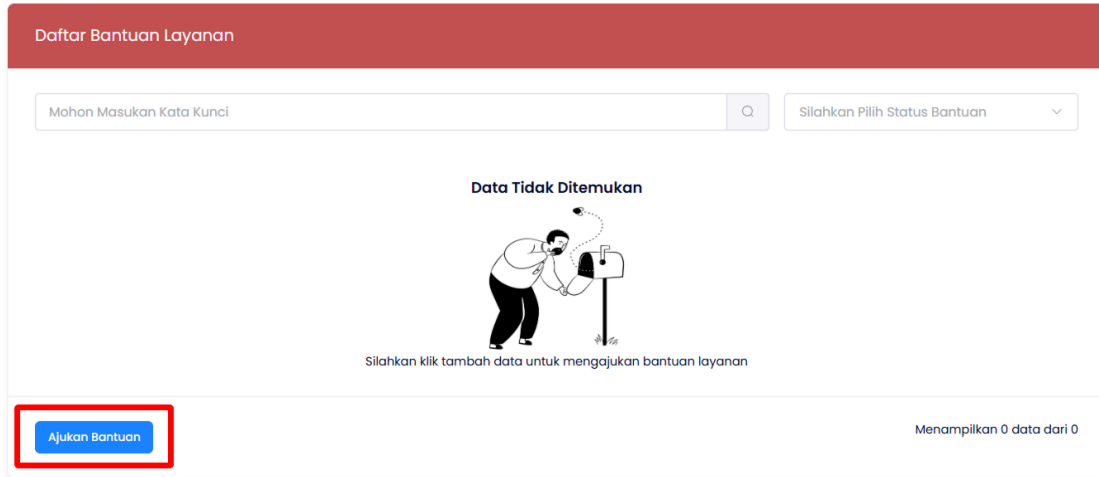 Daftar Bantuan Layanan
Mohon Masukan Kata Kunci
Silahkan Pilih Status Bantuan
Data Tidak Ditemukan
Silahkan klik tambah data untuk mengajukan bantuan layanan
Ajukan Bantuan
Menampilkan 0 data dari 0